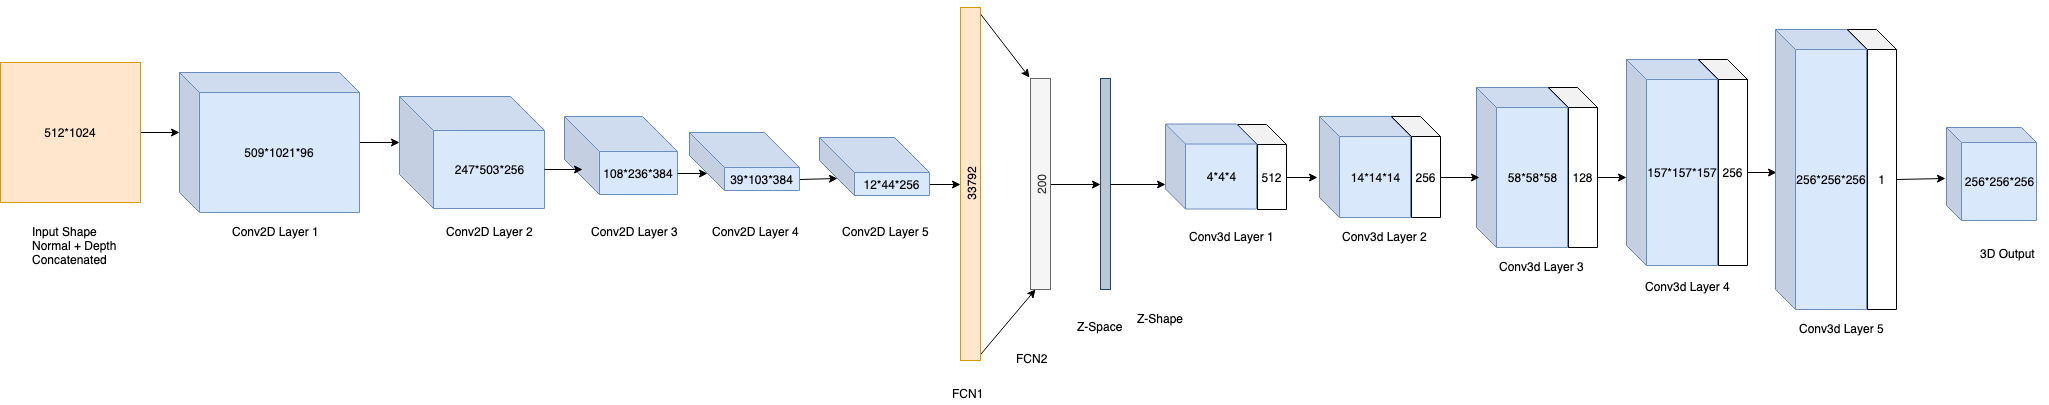 512*1024
Input Shape
Normal + Depth
Concatenated
509*1021*96
Conv2D Layer 1
247*503*256
Conv2D Layer 2
108*236*384
Conv2D Layer 3
39*103*384
Conv2D Layer 4
12*44*256
Conv2D Layer 5
33792
FCN1
200
FCN2
Z-Space
Z-Shape
4*4*4
512
Conv3d Layer 1
14*14*14
256
Conv3d Layer 2
58*58*58
128
Conv3d Layer 3
157*157*157
256
Conv3d Layer 4
256*256*256
1
Conv3d Layer 5
256*256*256
3D Output